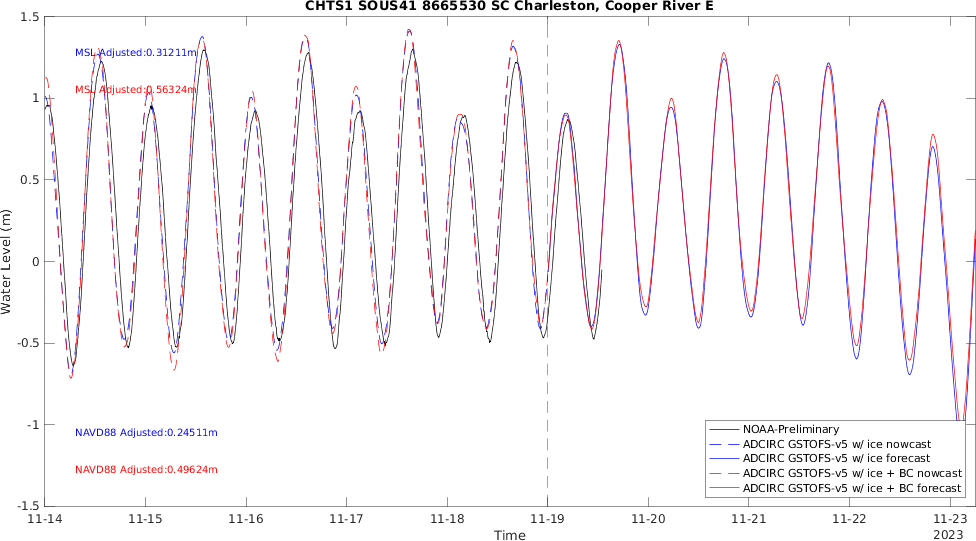 CHTS1 SOUS41 8665530 SC Charleston, Cooper River E
1.5
1
0.5
0
-0.5
-1
-1.5
Water Level (m)
MSL Adjusted:0.31211m
MSL Adjusted:0.56324m
NAVD88 Adjusted:0.24511m
NAVD88 Adjusted:0.49624m
NOAA-Preliminary
ADCIRC GSTOFS-v5 w/ ice nowcast
ADCIRC GSTOFS-v5 w/ ice forecast
ADCIRC GSTOFS-v5 w/ ice + BC nowcast
ADCIRC GSTOFS-v5 w/ ice + BC forecast
11-14 11-15 11-16 11-17 11-18 11-19 11-20 11-21 11-22 11-23
Time
2023